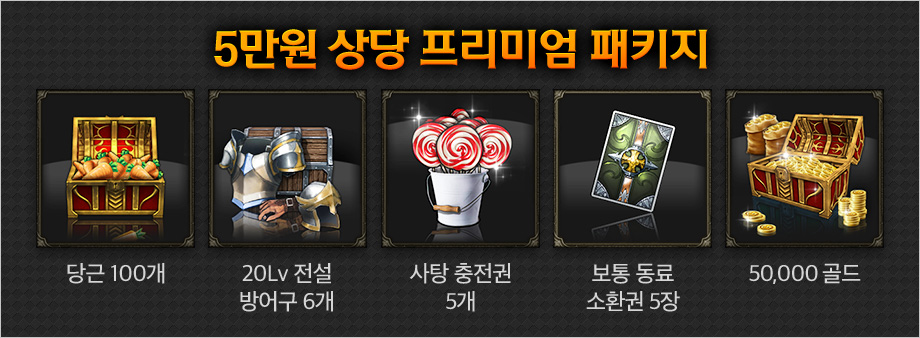 5만원 상당 프리미엄 패키지
당근 100개
20Lv 전설
방어구 6개
사탕 충전권
5개
보통 동료
소환권 5장
50,000 골드